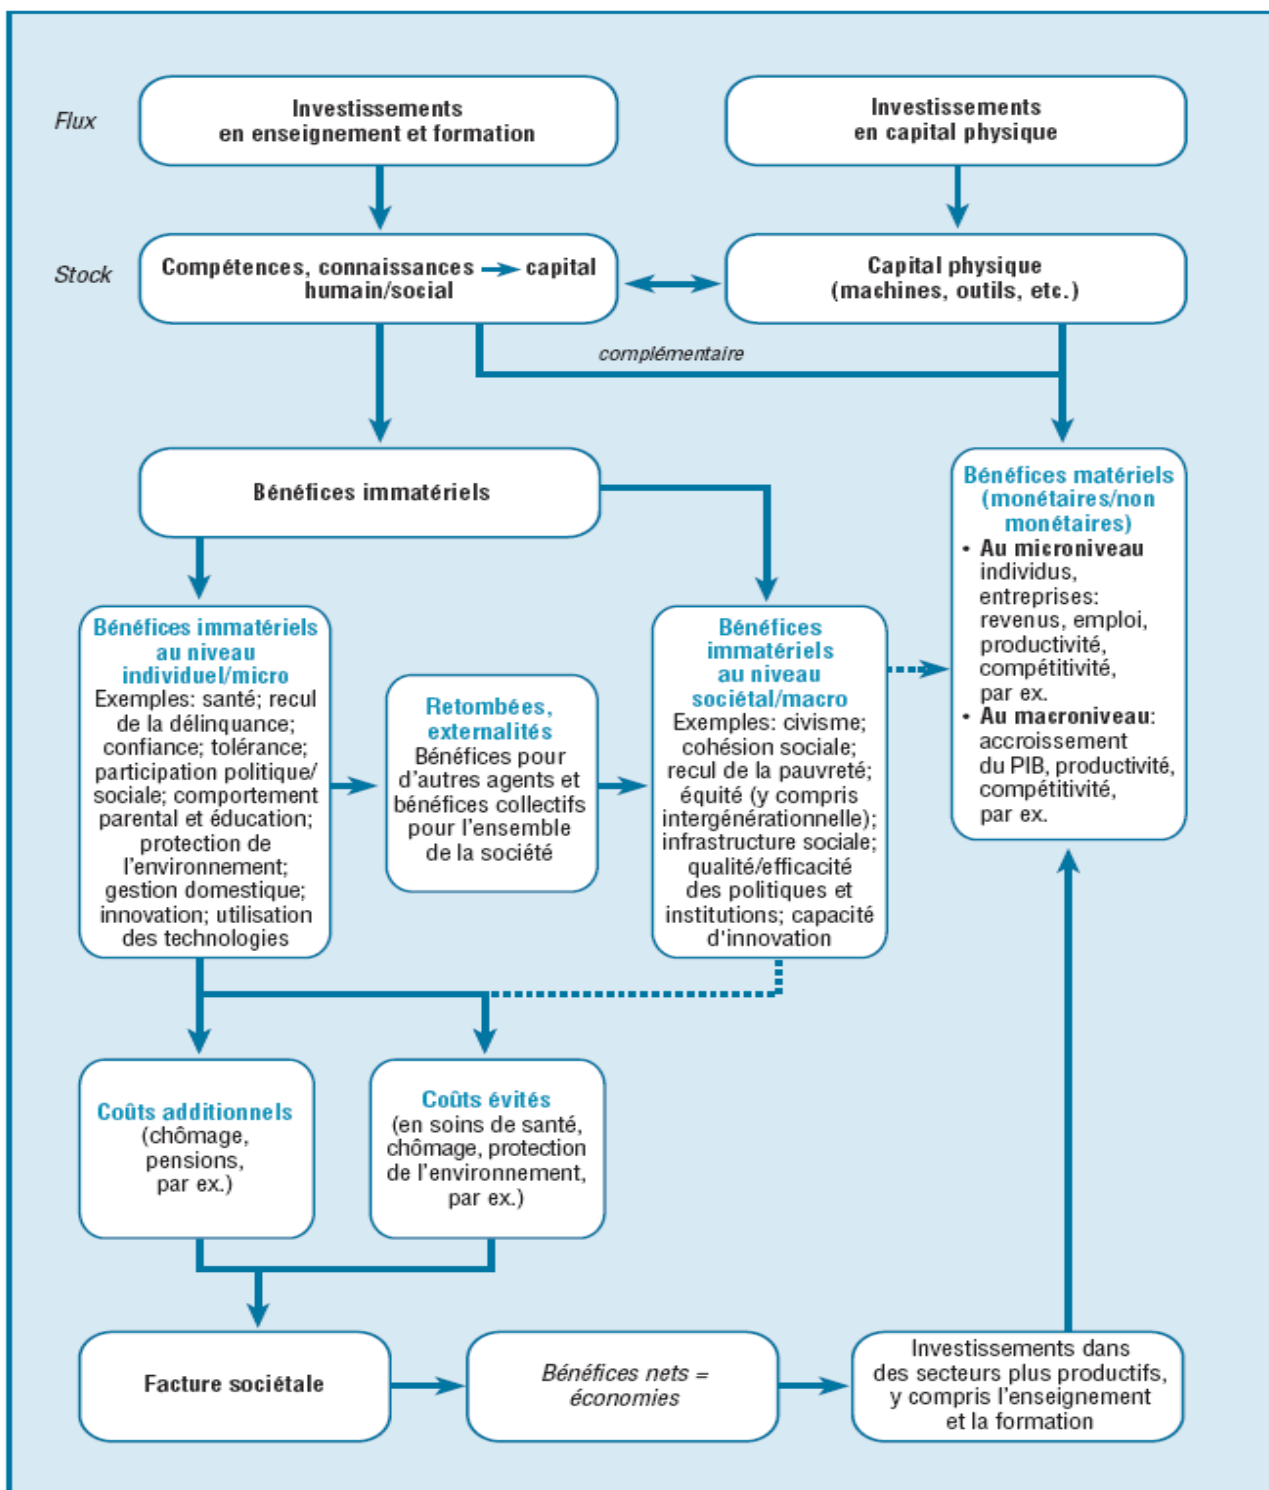 Flux
Investissements
en enseignement et formation
Investissements
en capital physique
Stock
Compétences, connaissances → capital
humain/social
Capital physique
(machines, outils, etc.)
complémentaire
Bénéfices immatériels
Bénéfices matériels
(monétaires/non
monétaires)
• Au microniveau
individus,
entreprises:
revenus, emploi,
productivité,
compétitivité,
par ex.
• Au macroniveau:
accroissement
du PIB, productivité,
compétitivité,
par ex.
Bénéfices immatériels
au niveau
individuel/micro
Exemples: santé; recul
de la délinquance;
confiance; tolérance;
participation politique/
sociale; comportement
parental et éducation;
protection de
l'environnement;
gestion domestique;
innovation; utilisation
des technologies
Retombées,
externalités
Bénéfices pour
d'autres agents et
bénéfices collectifs
pour l'ensemble
de la société
Bénéfices
immatériels
au niveau
sociétal/macro
Exemples: civisme;
cohésion sociale;
recul de la pauvreté;
équité (y compris
intergénérationnelle);
infrastructure sociale;
qualité/efficacité
des politiques et
institutions; capacité
d'innovation
Coûts additionnels
(chômage,
pensions,
par ex.)
Coûts évités
(en soins de santé,
chômage, protection
de l'environnement,
par ex.)
Facture sociétale
Bénéfices nets =
économies
Investissements dans
des secteurs plus productifs,
y compris l'enseignement
et la formation